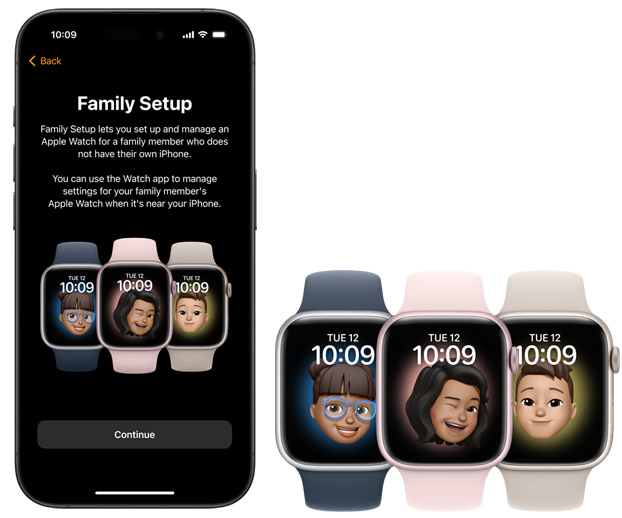 10:09
Back
Family Setup
Family Setup lets you set up and manage an
Apple Watch for a family member who does
not have their own iPhone.
You can use the Watch app to manage
settings for your family member's
Apple Watch when it's near your iPhone.
TUE 12
10:09
TUE 12
10:09
TUE 12
10:09
Continue
TUE 12
10:09
TUE 12
10:09
TUE 12
10:09